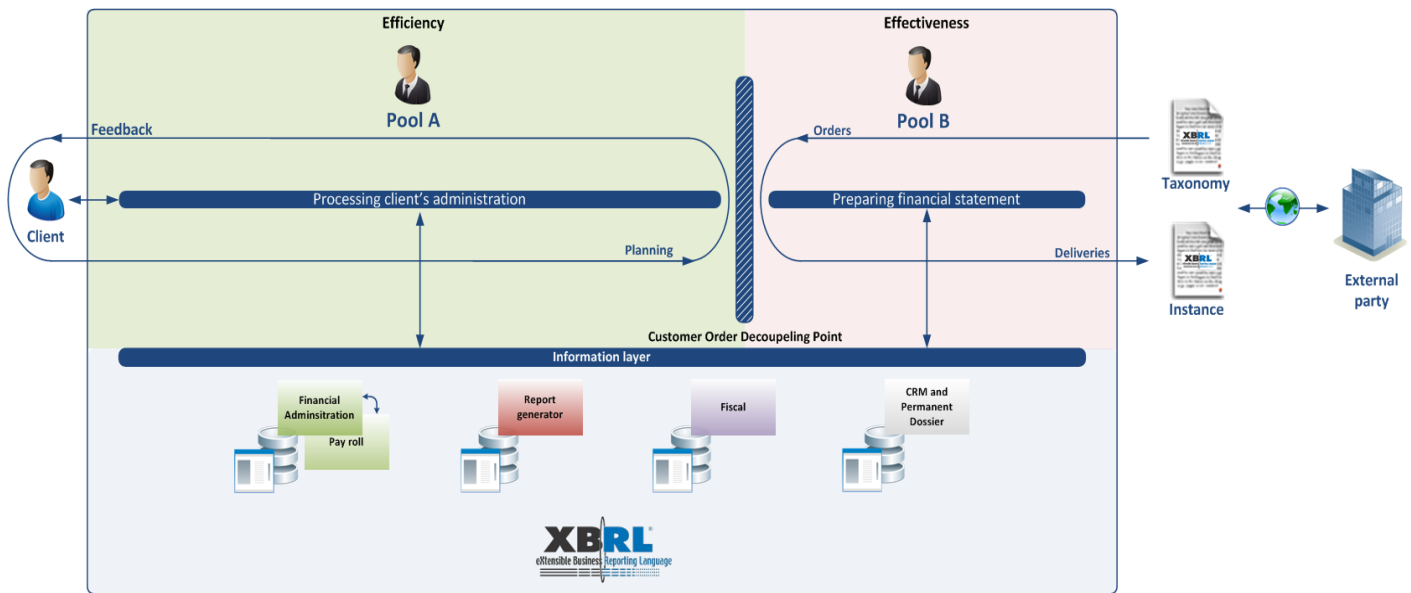 Efficiency
Effectiveness
Pool A
Pool B
Feedback
Orders
XBRL
Taxonomy
Processing client's administration
Preparing financial statement
Client
Planning
Deliveries
XBRL
Instance
External
party
Customer Order Decoupeling Point
Information layer
Financial
Adminsitration
Pay roll
Report
generator
Fiscal
CRM and
Permanent
Dossier
XBRL
eXtensible Business Reporting Language